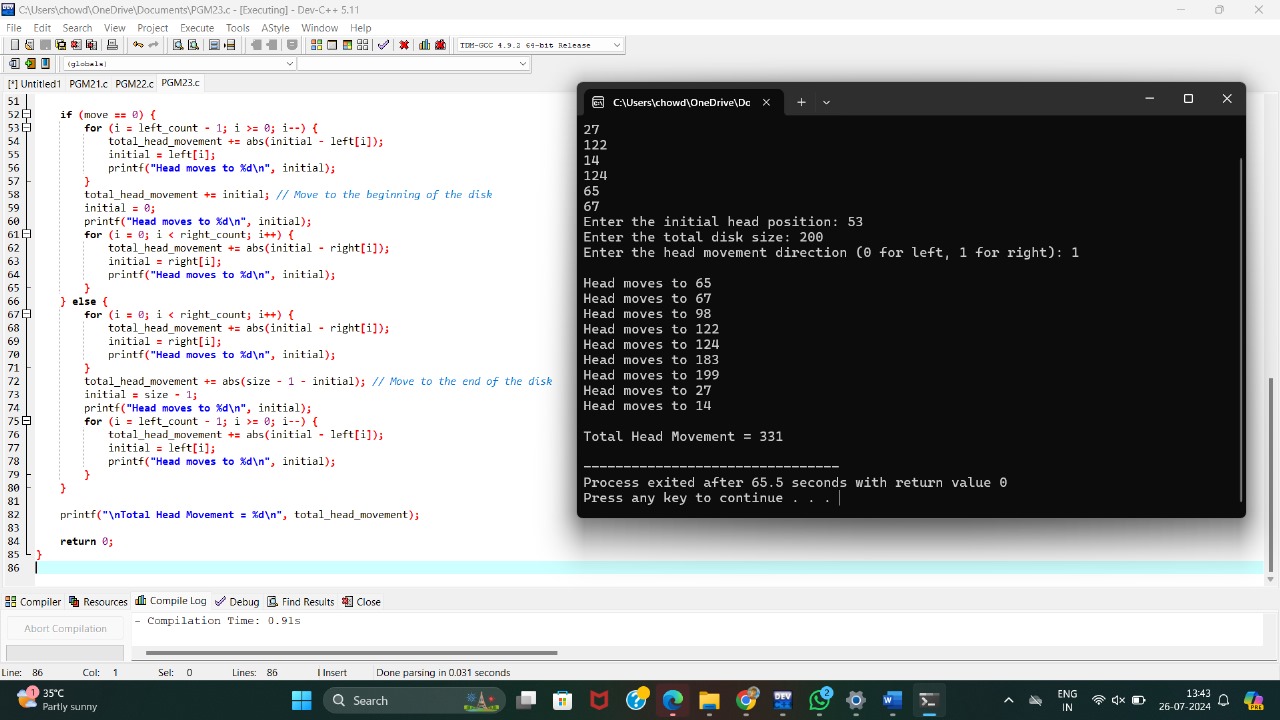 C:\Users\chowd\OneDrive\Documents\PGM23.c - [Executing] - Dev-C++ 5.11
File Edit Search View Project Execute Tools AStyle Window Help
TDM-GCC 4.9.2 64-bit Release
(globals)
[*] Untitled1 PGM21.c PGM22.c PGM23.c
51
52 if (move == 0) {
53 for (i = left_count - 1; i >= 0; i--) {
54 total_head_movement += abs(initial - left[i]);
55 initial = left[i];
56 printf("Head moves to %d\n", initial);
57 }
58 total_head_movement += initial; // Move to the beginning of the disk
59 initial = 0;
60 printf("Head moves to %d\n", initial);
61 for (i = 0; i < right_count; i++) {
62 total_head_movement += abs(initial - right[i]);
63 initial = right[i];
64 printf("Head moves to %d\n", initial);
65 }
66 } else {
67 for (i = 0; i < right_count; i++) {
68 total_head_movement += abs(initial - right[i]);
69 initial = right[i];
70 printf("Head moves to %d\n", initial);
71 }
72 total_head_movement += abs(size - 1 - initial); // Move to the end of the disk
73 initial = size - 1;
74 printf("Head moves to %d\n", initial);
75 for (i = left_count - 1; i >= 0; i--) {
76 total_head_movement += abs(initial - left[i]);
77 initial = left[i];
78 printf("Head moves to %d\n", initial);
79 }
80 }
81
82 printf("\nTotal Head Movement = %d\n", total_head_movement);
83
84 return 0;
85 }
86
C:\Users\chowd\OneDrive\Do
27
122
14
124
65
67
Enter the initial head position: 53
Enter the total disk size: 200
Enter the head movement direction (0 for left, 1 for right): 1
Head moves to 65
Head moves to 67
Head moves to 98
Head moves to 122
Head moves to 124
Head moves to 183
Head moves to 199
Head moves to 27
Head moves to 14
Total Head Movement = 331
--------------------------------
Process exited after 65.5 seconds with return value 0
Press any key to continue . . .
Compiler Resources Compile Log Debug Find Results Close
Abort Compilation
- Compilation Time: 0.91s
Line: 86 Col: 1 Sel: 0 Lines: 86 Insert Done parsing in 0.031 seconds
1
35°C
Partly sunny
Search
DEV
2
ENG
IN
13:43
26-07-2024
PRE